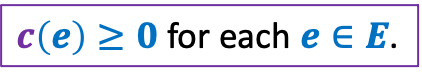 c(e) ≥ 0 for each e ∈ E.